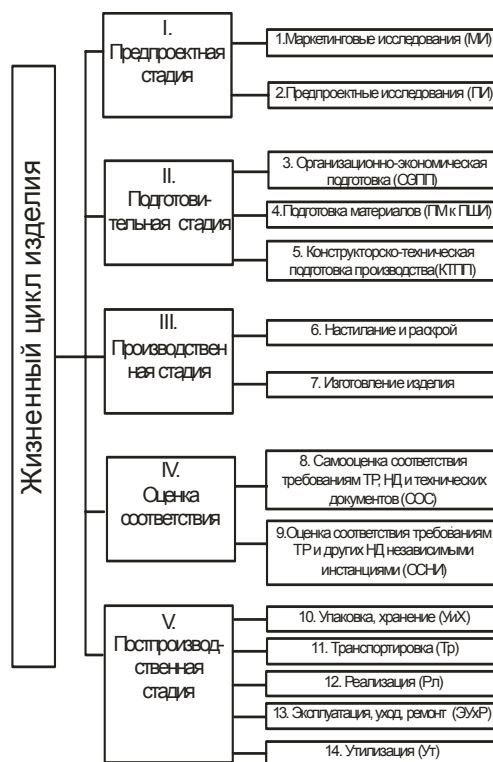 Жизненный цикл изделия
I.
Предпроектная
стадия
1.Маркетинговые исследования (МИ)
2.Предпроектные исследования (ПИ)
II.
Подготови-
тельная стадия
3. Организационно-экономическая
подготовка (ОЭПП)
4.Подготовка материалов (ПМ к ПШИ)
5. Конструкторско-техническая
подготовка производства(КТПП)
III.
Производствен
ная стадия
6. Настилание и раскрой
7. Изготовление изделия
IV.
Оценка
соответствия
8. Самооценка соответствия
требованиям ТР, НД и технических
документов (СОС)
9.Оценка соответствия требованиям
ТР и других НД независимыми
инстанциями (ОСНИ)
V.
Постпроизвод-
ственная
стадия
10. Упаковка, хранение (УиХ)
11. Транспортировка (Тр)
12. Реализация (Рл)
13. Эксплуатация, уход, ремонт (ЭУхР)
14. Утилизация (Ут)